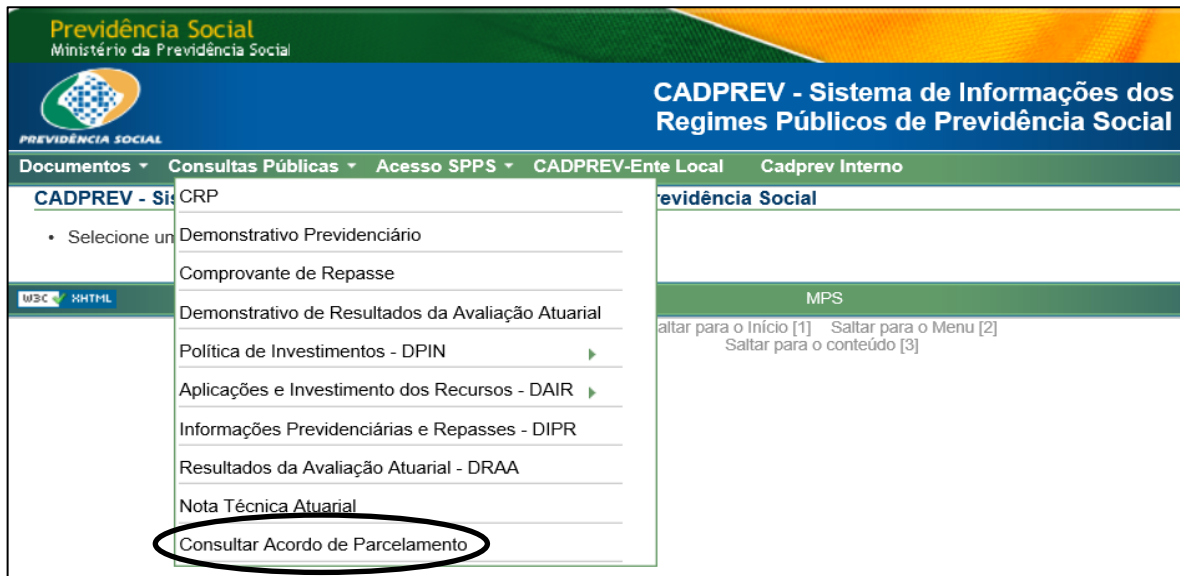 Previdência Social
Ministério da Previdência Social
PREVIDÊNCIA SOCIAL
CADPREV - Sistema de Informações dos
Regimes Públicos de Previdência Social
Documentos Consultas Públicas Acesso SPPS CADPREV-Ente Local Cadprev Interno
CADPREV - Sis
revidência Social
• Selecione um
CRP
Demonstrativo Previdenciário
Comprovante de Repasse
Demonstrativo de Resultados da Avaliação Atuarial
Política de Investimentos - DPIN
Aplicações e Investimento dos Recursos - DAIR
Informações Previdenciárias e Repasses - DIPR
Resultados da Avaliação Atuarial - DRAA
Nota Técnica Atuarial
Consultar Acordo de Parcelamento
W3C XHTML
MPS
altar para o Início [1] Saltar para o Menu [2]
Saltar para o conteúdo [3]